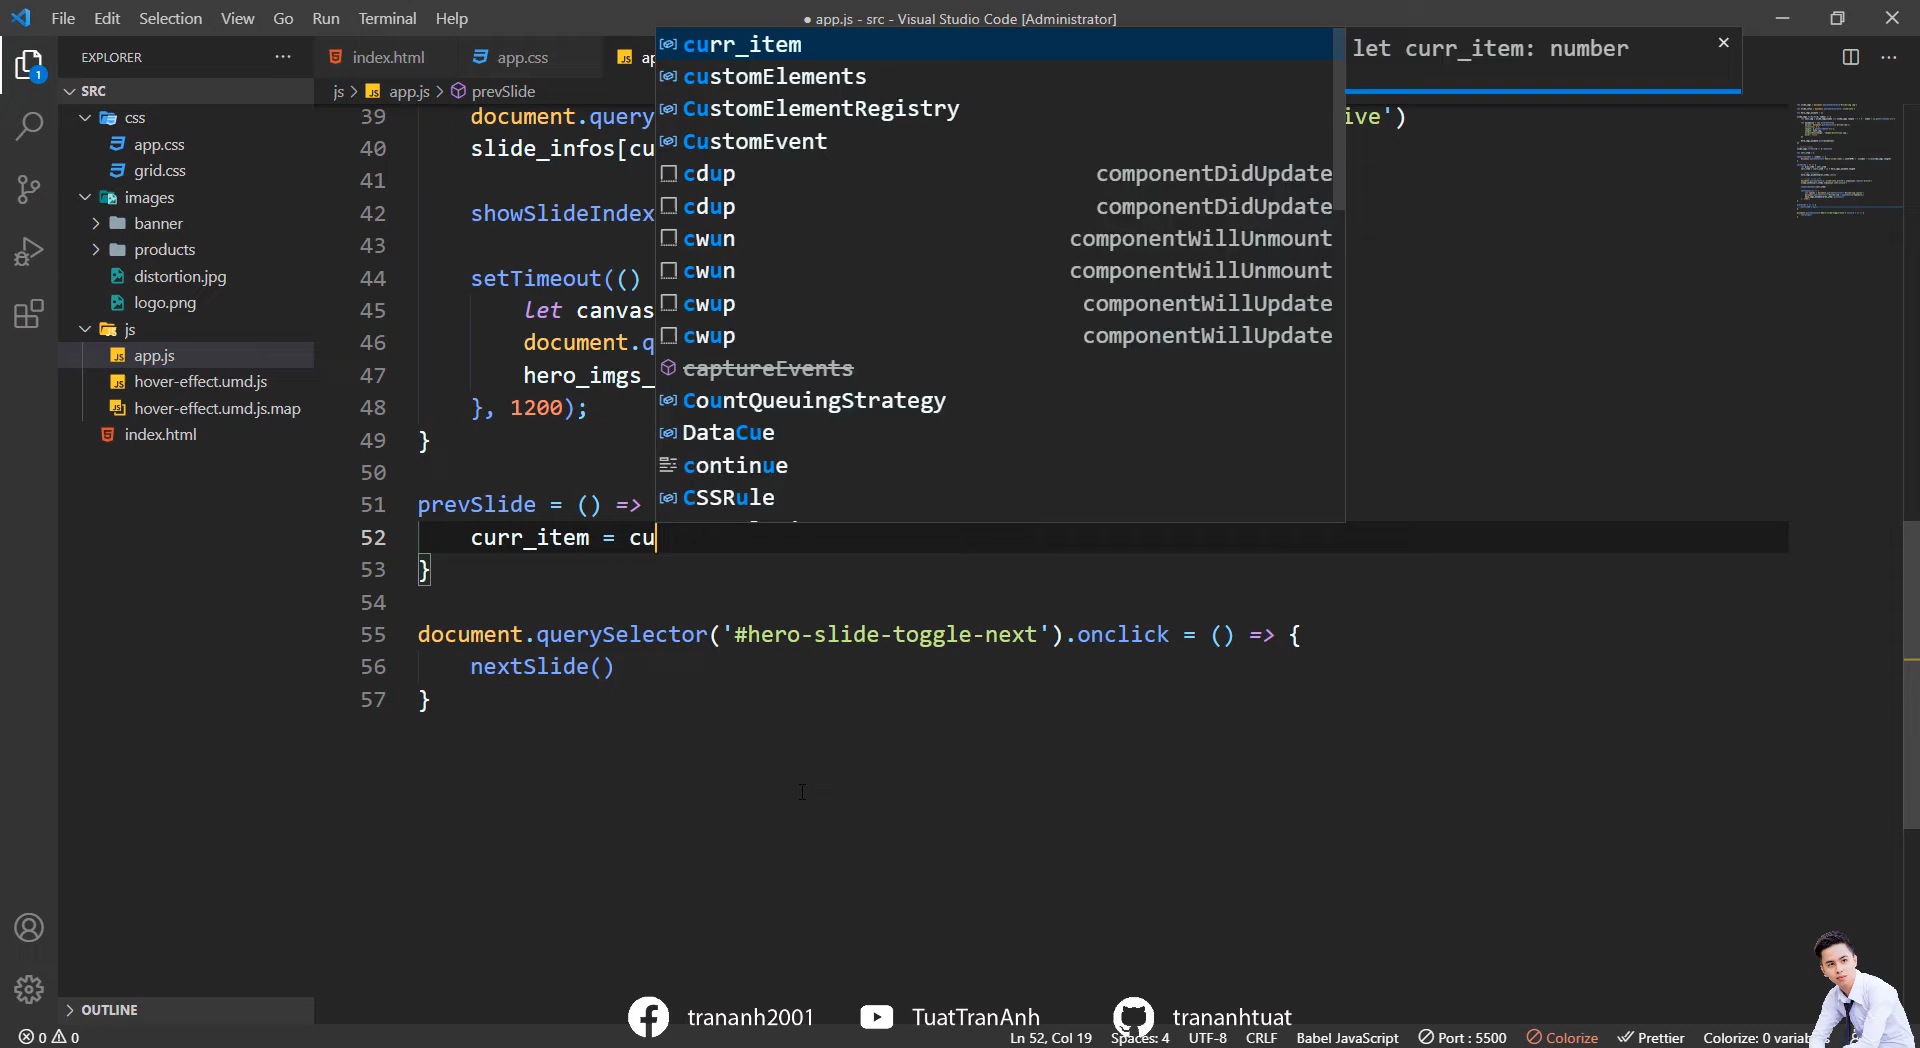 File Edit Selection View Go Run Terminal Help
● app.js - src - Visual Studio Code [Administrator]
EXPLORER
index.html
app.css
curr_item
let curr_item: number
SRC
js > app.js > prevSlide
customElements
CustomElementRegistry
CustomEvent
cdup componentDidUpdate
cdup componentDidUpdate
cwun componentWillUnmount
cwun componentWillUnmount
cwup componentWillUpdate
cwup componentWillUpdate
captureEvents
CountQueuingStrategy
DataCue
continue
CSSRule
css
app.css
grid.css
images
banner
products
distortion.jpg
logo.png
js
app.js
hover-effect.umd.js
hover-effect.umd.js.map
index.html
39 document.query ive')
40 slide_infos[cu
41
42 showSlideIndex
43
44 setTimeout(()
45 let canvas
46 document.q
47 hero_imgs_
48 }, 1200);
49 }
50
51 prevSlide = () =>
52 curr_item = cu
53 }
54
55 document.querySelector('#hero-slide-toggle-next').onclick = () => {
56 nextSlide()
57 }
OUTLINE
trananh2001 TuatTranAnh trananhtuat
0 0 Ln 52, Col 19 Spaces: 4 UTF-8 CRLF Babel JavaScript Port : 5500 Colorize Prettier Colorize: 0 variab
1